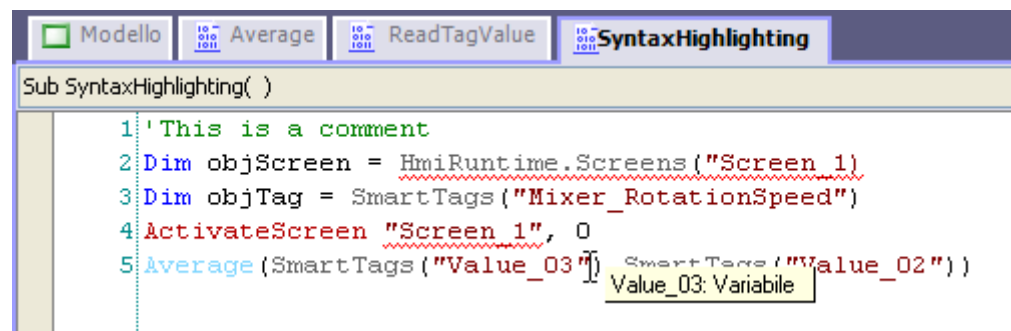 Modello Average ReadTagValue SyntaxHighlighting
Sub SyntaxHighlighting( )
1 'This is a comment
2 Dim objScreen = HmiRuntime.Screens("Screen_1)
3 Dim objTag = SmartTags("Mixer_RotationSpeed")
4 ActivateScreen "Screen_1", 0
5 Average(SmartTags("Value_03"), SmartTags("Value_02"))
Value_03: Variabile